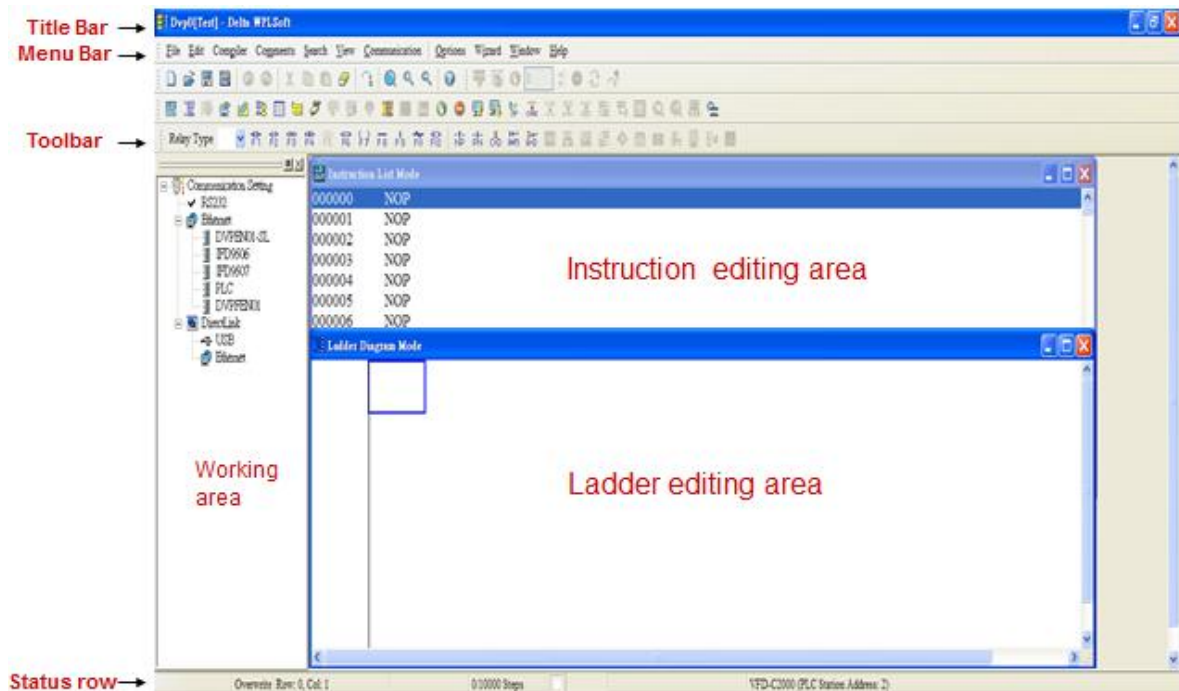 Title Bar
Dvp0[Test] - Delta WPLSoft
Menu Bar
File Edit Compiler Comments Search View Communication Options Wizard Window Help
Toolbar
Relay Type
Communication Setting
RS232
Ethernet
DVPEN01-SL
IFD9506
IFD9507
PLC
DVPFEN01
DirectLink
USB
Ethernet
Working
area
Instruction List Mode
000000 NOP
000001 NOP
000002 NOP
000003 NOP
000004 NOP
000005 NOP
000006 NOP
Instruction editing area
Ladder Diagram Mode
Ladder editing area
Status row
Overwrite Row: 0, Col: 1
0/10000 Steps
VFD-C2000 (PLC Station Address: 2)